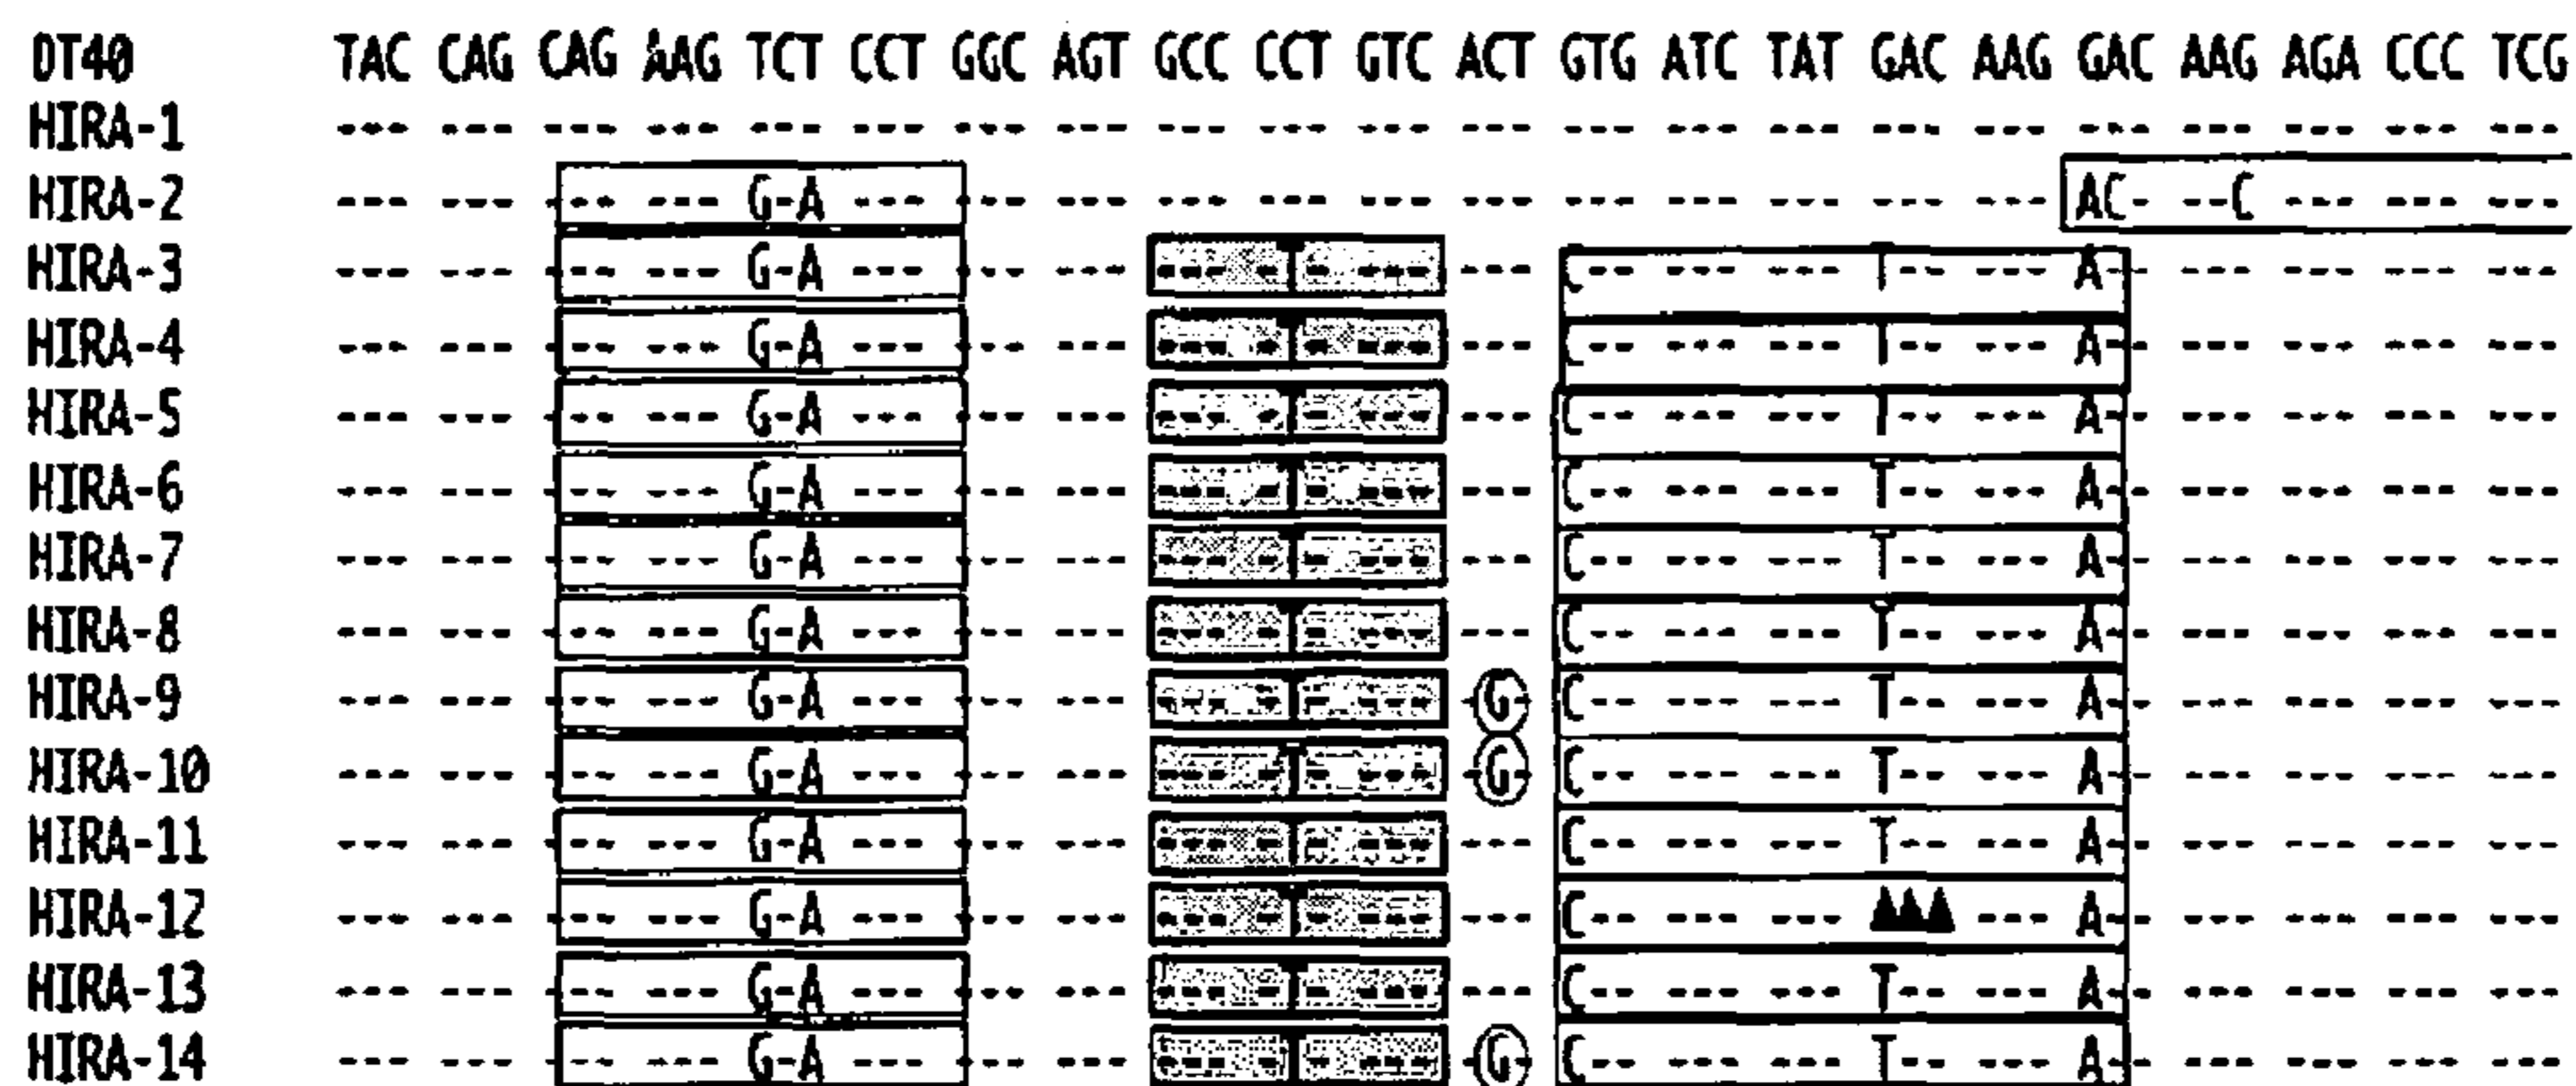 DT40 TAC CAG CAG AAG TCT CCT GGC AGT GCC CCT GTC ACT GTG ATC TAT GAC AAG GAC AAG AGA CCC TCG
HIRA-1 --- --- --- --- --- --- --- --- --- --- --- --- --- --- --- --- --- --- --- --- --- ---
HIRA-2 --- --- --- --- G-A --- --- --- --- --- --- --- --- --- --- --- --- AC- --C --- --- ---
HIRA-3 --- --- --- --- G-A --- --- --- --- -T- --- --- C-- --- --- T-- --- A-- --- --- --- ---
HIRA-4 --- --- --- --- G-A --- --- --- --- -T- --- --- C-- --- --- T-- --- A-- --- --- --- ---
HIRA-5 --- --- --- --- G-A --- --- --- --- -T- --- --- C-- --- --- T-- --- A-- --- --- --- ---
HIRA-6 --- --- --- --- G-A --- --- --- --- -T- --- --- C-- --- --- T-- --- A-- --- --- --- ---
HIRA-7 --- --- --- --- G-A --- --- --- --- -T- --- --- C-- --- --- T-- --- A-- --- --- --- ---
HIRA-8 --- --- --- --- G-A --- --- --- --- -T- --- --- C-- --- --- T-- --- A-- --- --- --- ---
HIRA-9 --- --- --- --- G-A --- --- --- --- -T- --- -G- C-- --- --- T-- --- A-- --- --- --- ---
HIRA-10 --- --- --- --- G-A --- --- --- --- -T- --- -G- C-- --- --- T-- --- A-- --- --- --- ---
HIRA-11 --- --- --- --- G-A --- --- --- --- -T- --- --- C-- --- --- T-- --- A-- --- --- --- ---
HIRA-12 --- --- --- --- G-A --- --- --- --- -T- --- --- C-- --- --- ▲▲▲ --- A-- --- --- --- ---
HIRA-13 --- --- --- --- G-A --- --- --- --- -T- --- --- C-- --- --- T-- --- A-- --- --- --- ---
HIRA-14 --- --- --- --- G-A --- --- --- --- -T- --- -G- C-- --- --- T-- --- A-- --- --- --- ---